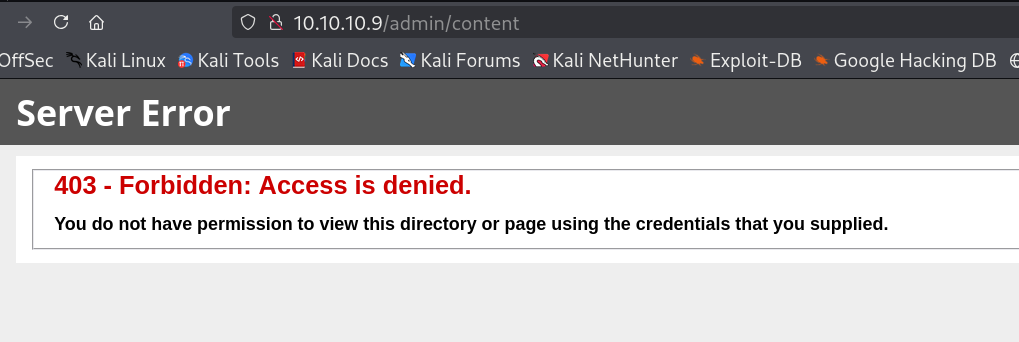 10.10.10.9/admin/content
OffSec Kali Linux Kali Tools Kali Docs Kali Forums Kali NetHunter Exploit-DB Google Hacking DB
Server Error
403 - Forbidden: Access is denied.
You do not have permission to view this directory or page using the credentials that you supplied.